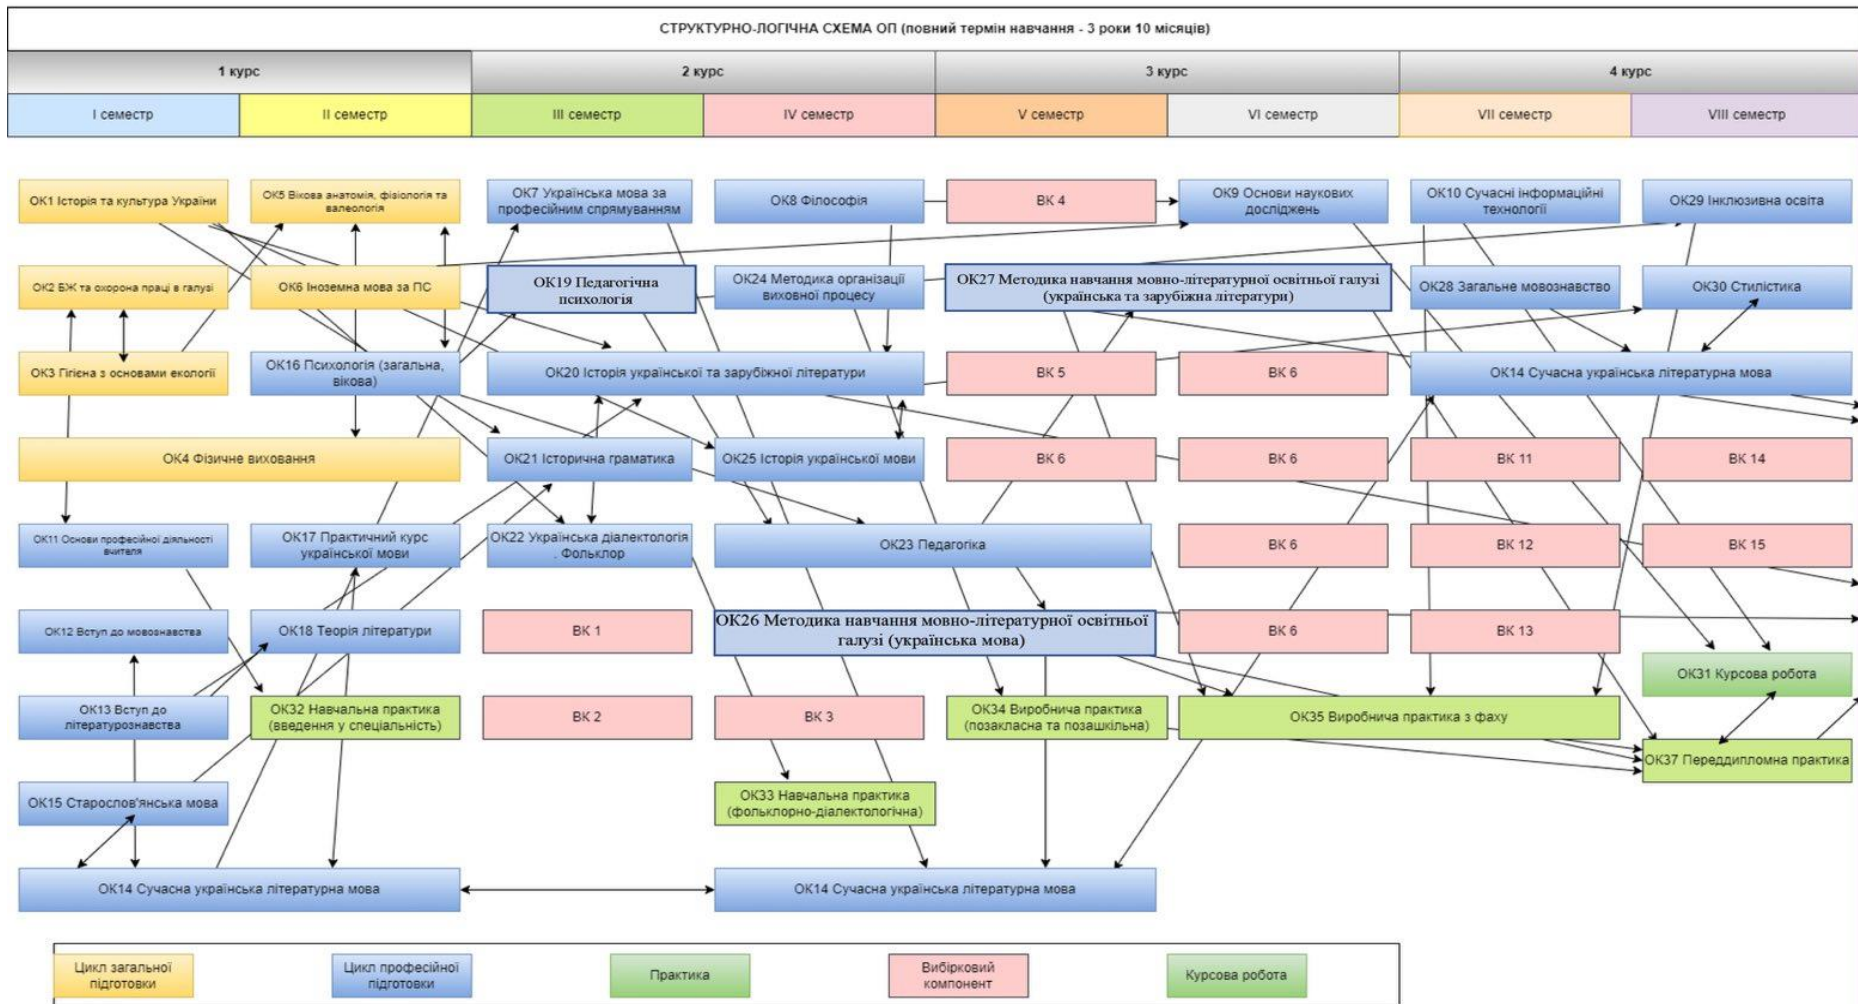 СТРУКТУРНО-ЛОГІЧНА СХЕМА ОП (повний термін навчання - 3 роки 10 місяців)
1 курс
2 курс
3 курс
4 курс
I семестр
II семестр
III семестр
IV семестр
V семестр
VI семестр
VII семестр
VIII семестр
ОК1 Історія та культура України
ОК5 Вікова анатомія, фізіологія та
валеологія
ОК7 Українська мова за
професійним спрямуванням
ОК8 Філософія
ВК 4
ОК9 Основи наукових
досліджень
ОК10 Сучасні інформаційні
технології
ОК29 Інклюзивна освіта
ОК2 БЖ та охорона праці в галузі
ОК6 Іноземна мова за ПС
ОК19 Педагогічна
психологія
ОК24 Методика організації
виховної процесу
ОК27 Методика навчання мовно-літературної освітньої галузі
(українська та зарубіжна літератури)
ОК28 Загальне мовознавство
ОК30 Стилістика
ОК3 Гігієна з основами екології
ОК16 Психологія (загальна,
вікова)
ОК20 Історія української та зарубіжної літератури
ВК 5
ВК 6
ОК14 Сучасна українська літературна мова
ОК4 Фізичне виховання
ОК21 Історична граматика
ОК25 Історія української мови
ВК 6
ВК 6
ВК 11
ВК 14
ОК11 Основи професійної діяльності
вчителя
ОК17 Практичний курс
української мови
ОК22 Українська діалектологія
. Фольклор
ОК23 Педагогіка
ВК 6
ВК 12
ВК 15
ОК12 Вступ до мовознавства
ОК18 Теорія літератури
ВК 1
ОК26 Методика навчання мовно-літературної освітньої
галузі (українська мова)
ВК 6
ВК 13
ОК31 Курсова робота
ОК13 Вступ до
літературознавства
ОК32 Навчальна практика
(введення у спеціальність)
ВК 2
ВК 3
ОК34 Виробнича практика
(позакласна та позашкільна)
ОК35 Виробнича практика з фаху
ОК37 Переддипломна практика
ОК15 Старослов'янська мова
ОК33 Навчальна практика
(фольклорно-діалектологічна)
ОК14 Сучасна українська літературна мова
ОК14 Сучасна українська літературна мова
Цикл загальної
підготовки
Цикл професійної
підготовки
Практика
Вибірковий
компонент
Курсова робота